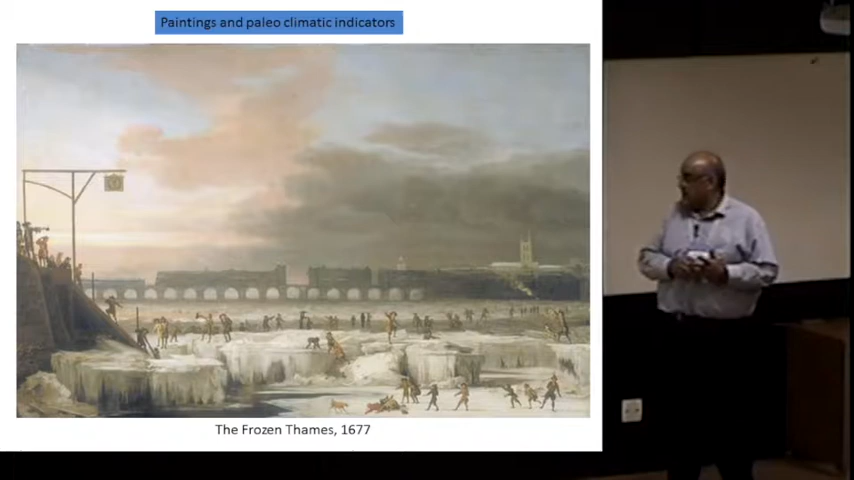 Paintings and paleo climatic indicators
The Frozen Thames, 1677